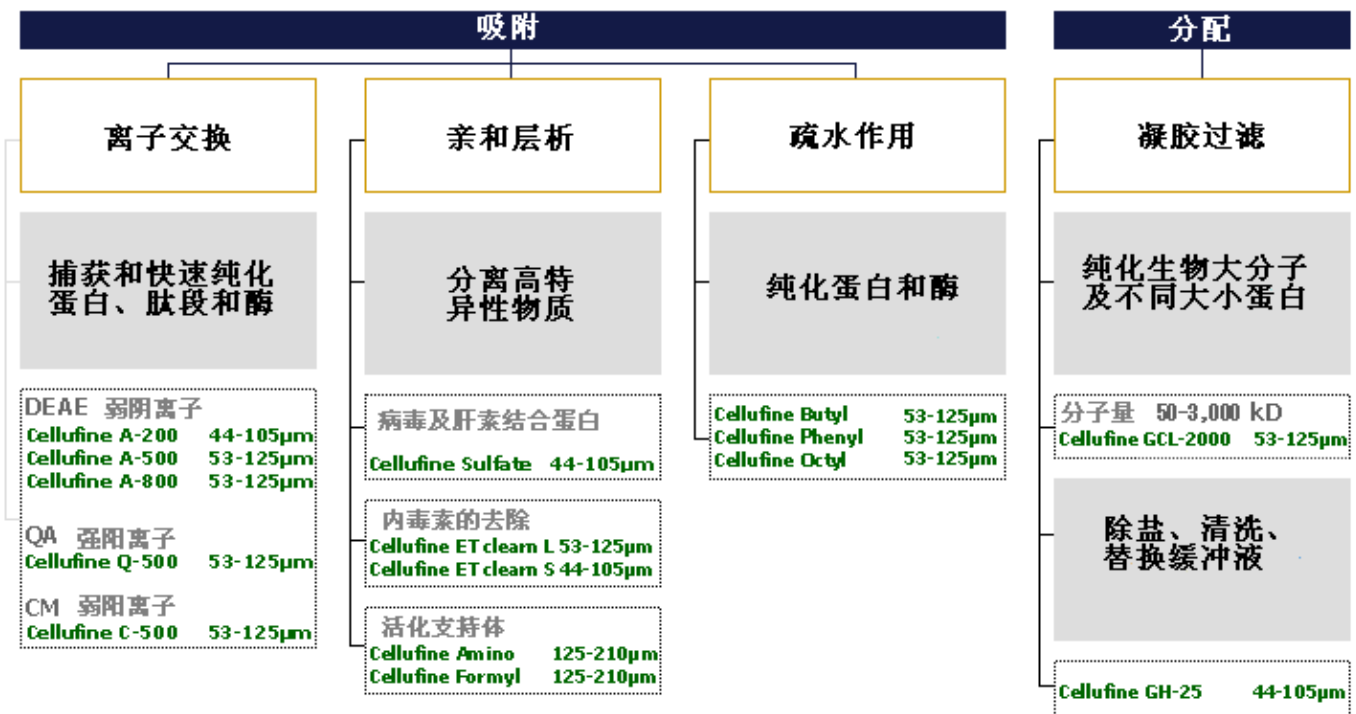 吸附
分配
离子交换
亲和层析
疏水作用
凝胶过滤
捕获和快速纯化
蛋白、肽段和酶
分离高特
异性物质
纯化蛋白和酶
纯化生物大分子
及不同大小蛋白
DEAE 弱阴离子
Cellufine A-200 44-105μm
Cellufine A-500 53-125μm
Cellufine A-800 53-125μm
QA 强阳离子
Cellufine Q-500 53-125μm
CM 弱阳离子
Cellufine C-500 53-125μm
病毒及肝素结合蛋白
Cellufine Sulfate 44-105μm
内毒素的去除
Cellufine ET clearn L 53-125μm
Cellufine ET clearn S 44-105μm
活化支持体
Cellufine Amino 125-210μm
Cellufine Formyl 125-210μm
Cellufine Butyl 53-125μm
Cellufine Phenyl 53-125μm
Cellufine Octyl 53-125μm
分子量 50-3,000 kD
Cellufine GCL-2000 53-125μm
除盐、清洗、
替换缓冲液
Cellufine GH-25 44-105μm